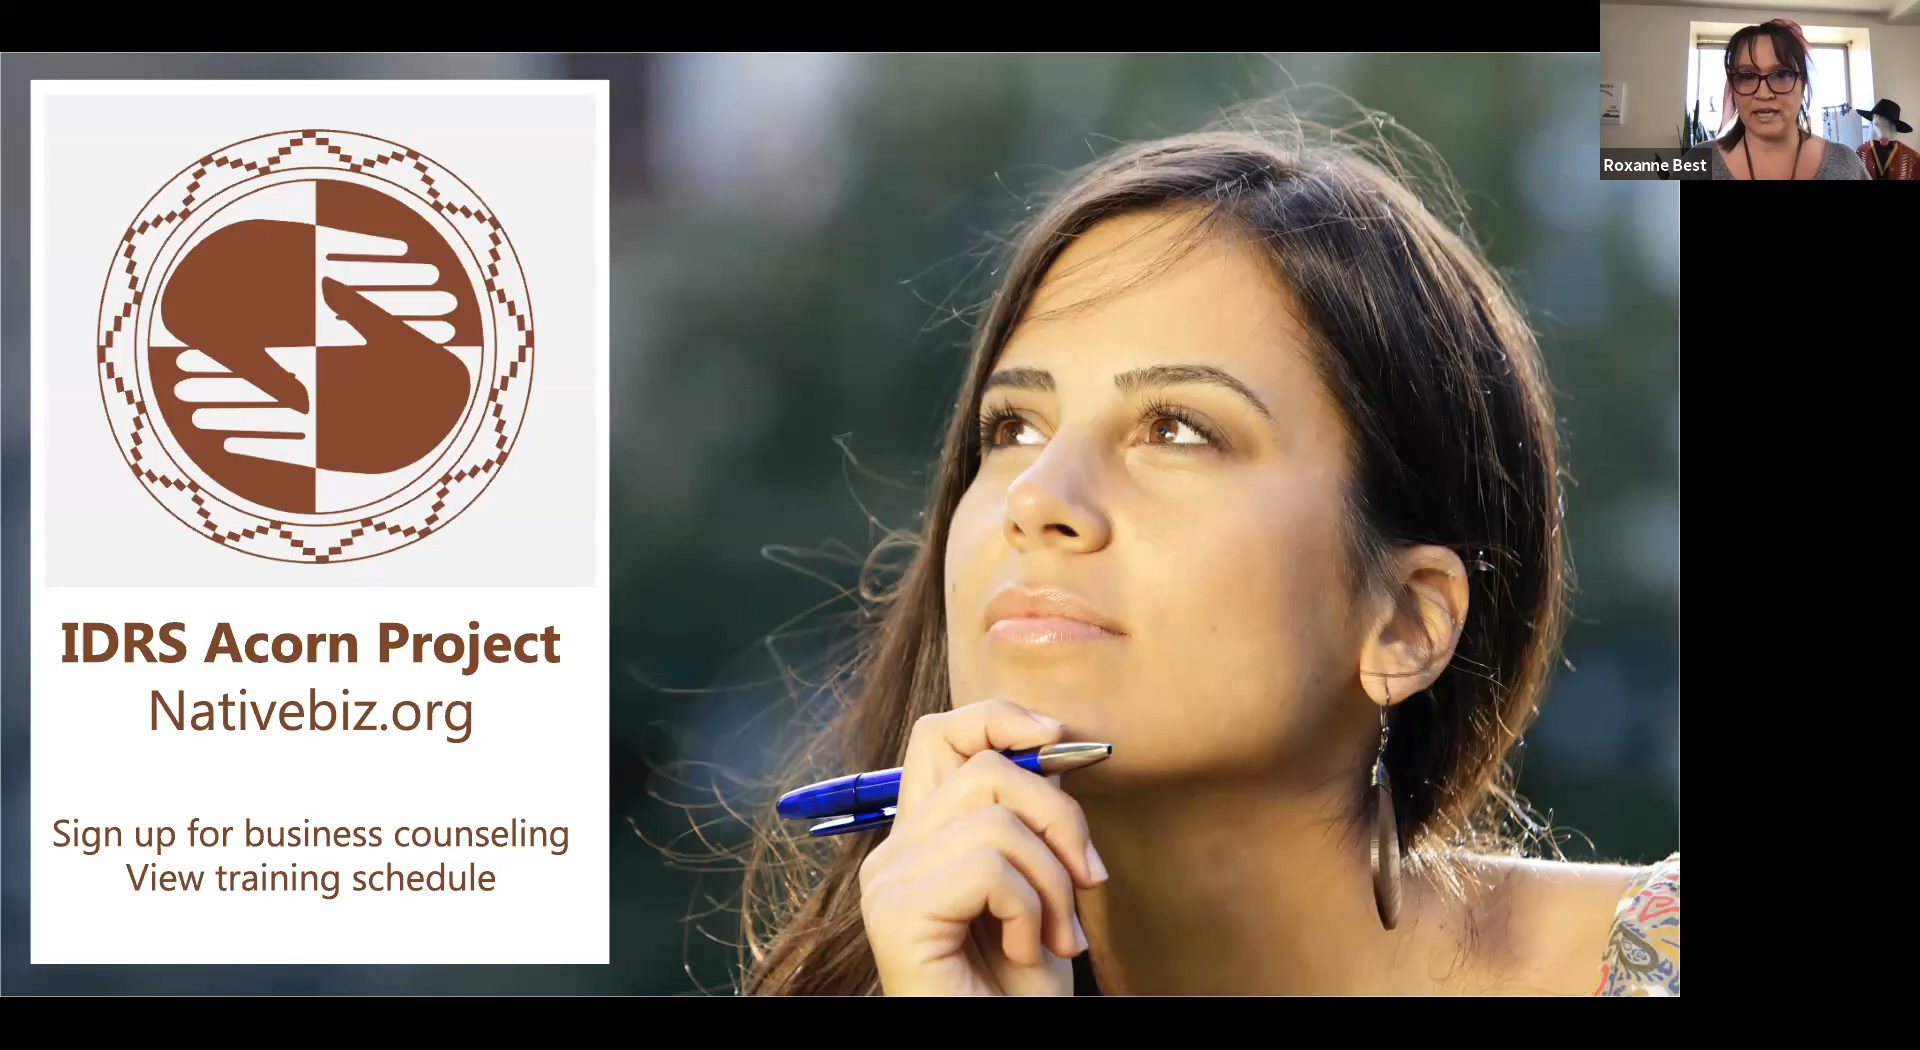 IDRS Acorn Project
Nativebiz.org
Sign up for business counseling
View training schedule
Roxanne Best